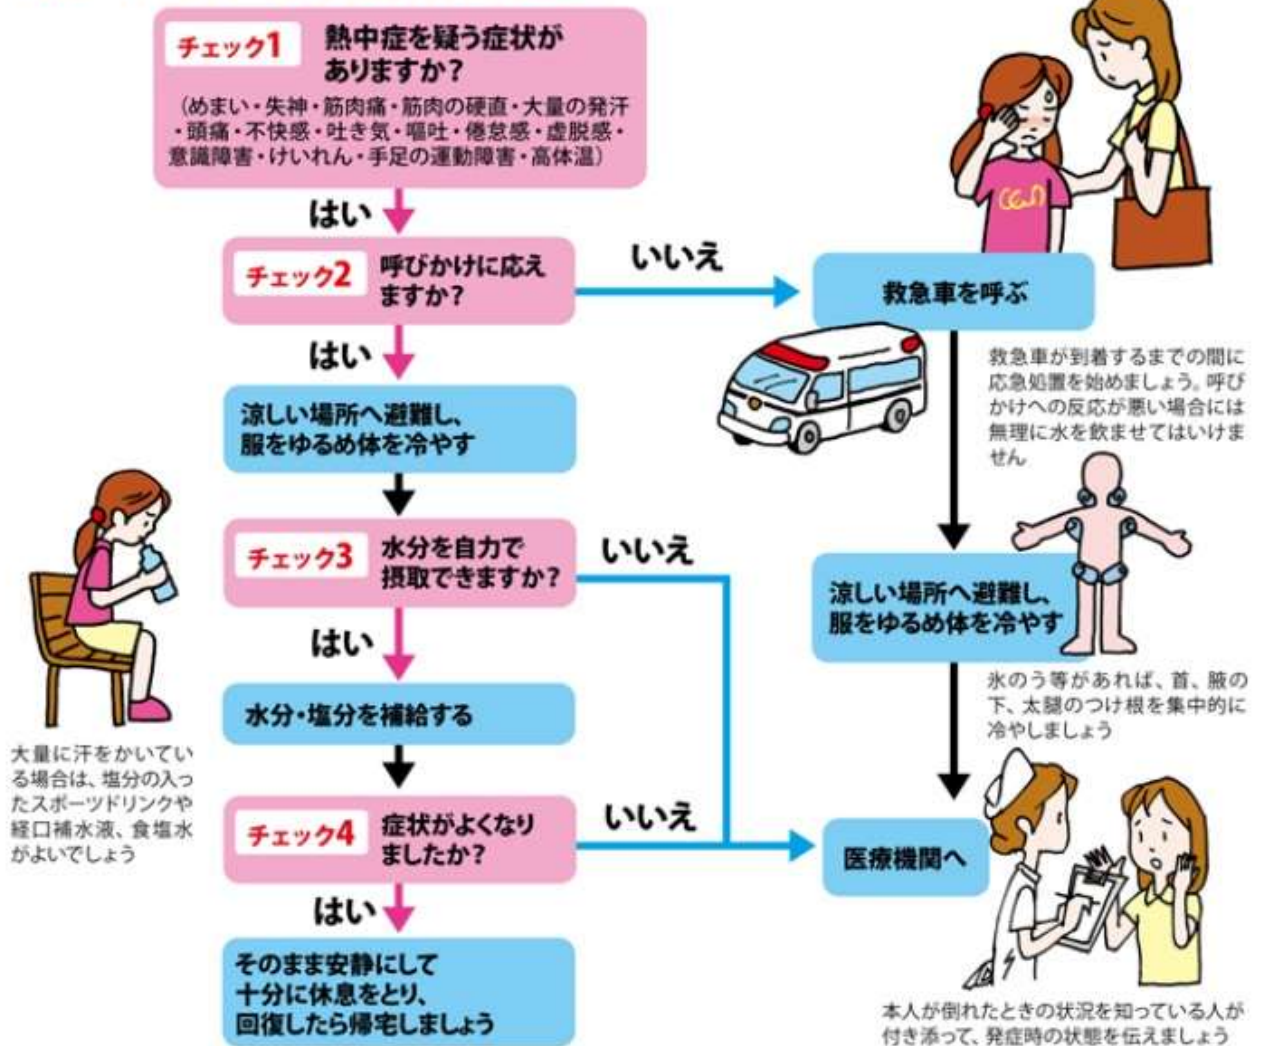 チェック1 熱中症を疑う症状が
ありますか?
(めまい・失神・筋肉痛・筋肉の硬直・大量の発汗
・頭痛・不快感・吐き気・嘔吐・倦怠感・虚脱感・
意識障害・けいれん・手足の運動障害・高体温)
はい
チェック2 呼びかけに応え
ますか?
いいえ
救急車を呼ぶ
救急車が到着するまでの間に
応急処置を始めましょう。呼び
かけへの反応が悪い場合には
無理に水を飲ませてはいけま
せん
はい
涼しい場所へ避難し、
服をゆるめ体を冷やす
チェック3 水分を自力で
摂取できますか?
いいえ
涼しい場所へ避難し、
服をゆるめ体を冷やす
氷のう等があれば、首、腋の
下、太腿のつけ根を集中的に
冷やしましょう
はい
水分・塩分を補給する
大量に汗をかいてい
る場合は、塩分の入っ
たスポーツドリンクや
経口補水液、食塩水
がよいでしょう
チェック4 症状がよくなり
ましたか?
いいえ
医療機関へ
本人が倒れたときの状況を知っている人が
付き添って、発症時の状態を伝えましょう
はい
そのまま安静にして
十分に休息をとり、
回復したら帰宅しましょう